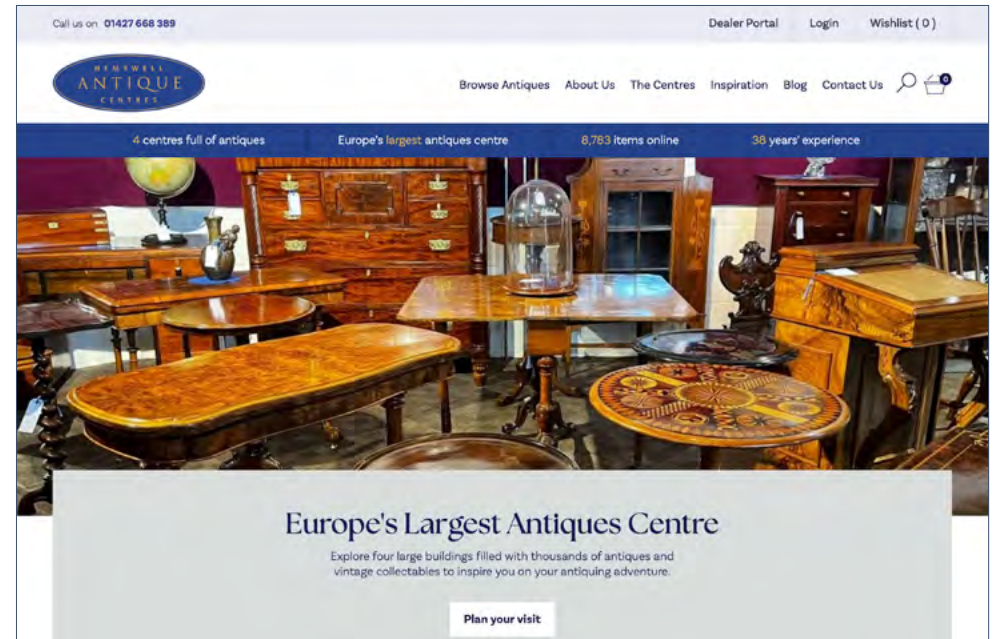 Call us on 01427 668 389
Dealer Portal Login Wishlist ( 0 )
HEMSWELL
ANTIQUE
CENTRES
Browse Antiques About Us The Centres Inspiration Blog Contact Us 0
4 centres full of antiques Europe's largest antiques centre 8,783 items online 38 years' experience
Europe's Largest Antiques Centre
Explore four large buildings filled with thousands of antiques and
vintage collectables to inspire you on your antiquing adventure.
Plan your visit